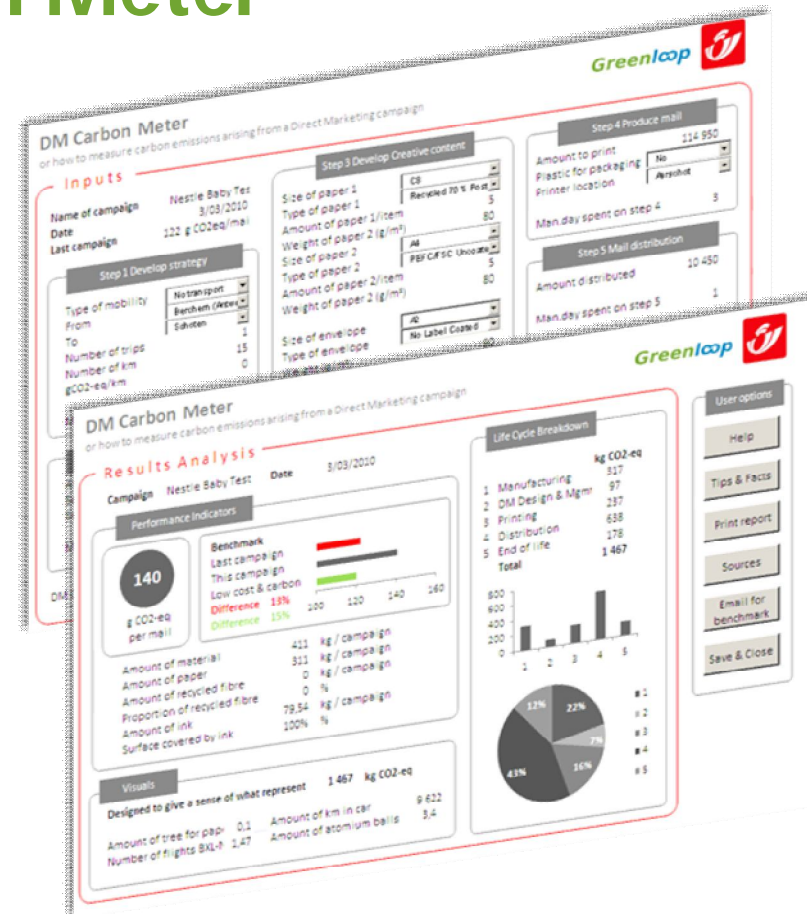 Meter
Greenloop
DM Carbon Meter
or how to measure carbon emissions arising from a Direct Marketing campaign
Inputs
Name of campaign Nestle Baby Tes
Date 3/03/2010
Last campaign 122 g CO2eq/mai
Step 1 Develop strategy
Type of mobility No transport
From Berchem
To Schoten
Number of trips 1
Number of km 15
gCO2-eq/km 0
Step 3 Develop Creative content
Size of paper 1
Type of paper 1 Recycled 70 % Post
Amount of paper 1/item 5
Weight of paper 2 (g/m²) 80
Size of paper 2
Type of paper 2 PEFC/FSC Uncoate
Amount of paper 2/item 5
Weight of paper 2 (g/m²) 80
Size of envelope
Type of envelope No Label Coated
Step 4 Produce mail
Amount to print 114 950
Plastic for packaging No
Printer location Aarschot
Man.day spent on step 4 3
Step 5 Mail distribution
Amount distributed 10 450
Man.day spent on step 5 1
Greenloop
DM Carbon Meter
or how to measure carbon emissions arising from a Direct Marketing campaign
Results Analysis
Campaign Nestle Baby Test Date 3/03/2010
Performance Indicators
140
g CO2-eq
per mail
Benchmark
Last campaign
This campaign
Low cost & carbon
Difference 13%
Difference 15%
100 120 140 160
Amount of material 411 kg / campaign
Amount of paper 311 kg / campaign
Amount of recycled fibre 0 kg / campaign
Proportion of recycled fibre 0 %
Amount of ink 79,54 kg / campaign
Surface covered by ink 100% %
Visuals
Designed to give a sense of what represent 1 467 kg CO2-eq
Amount of tree for pap 0,1 Amount of km in car 9 622
Number of flights BXL- 1,47 Amount of atomium balls 3,4
Life Cycle Breakdown
kg CO2-eq
1 Manufacturing 317
2 DM Design & Mgm 97
3 Printing 237
4 Distribution 638
5 End of life 178
Total 1 467
800
600
400
200
0
1 2 3 4 5
12% 22%
7%
16%
43%
1
2
3
4
5
User options
Help
Tips & Facts
Print report
Sources
Email for
benchmark
Save & Close
DM